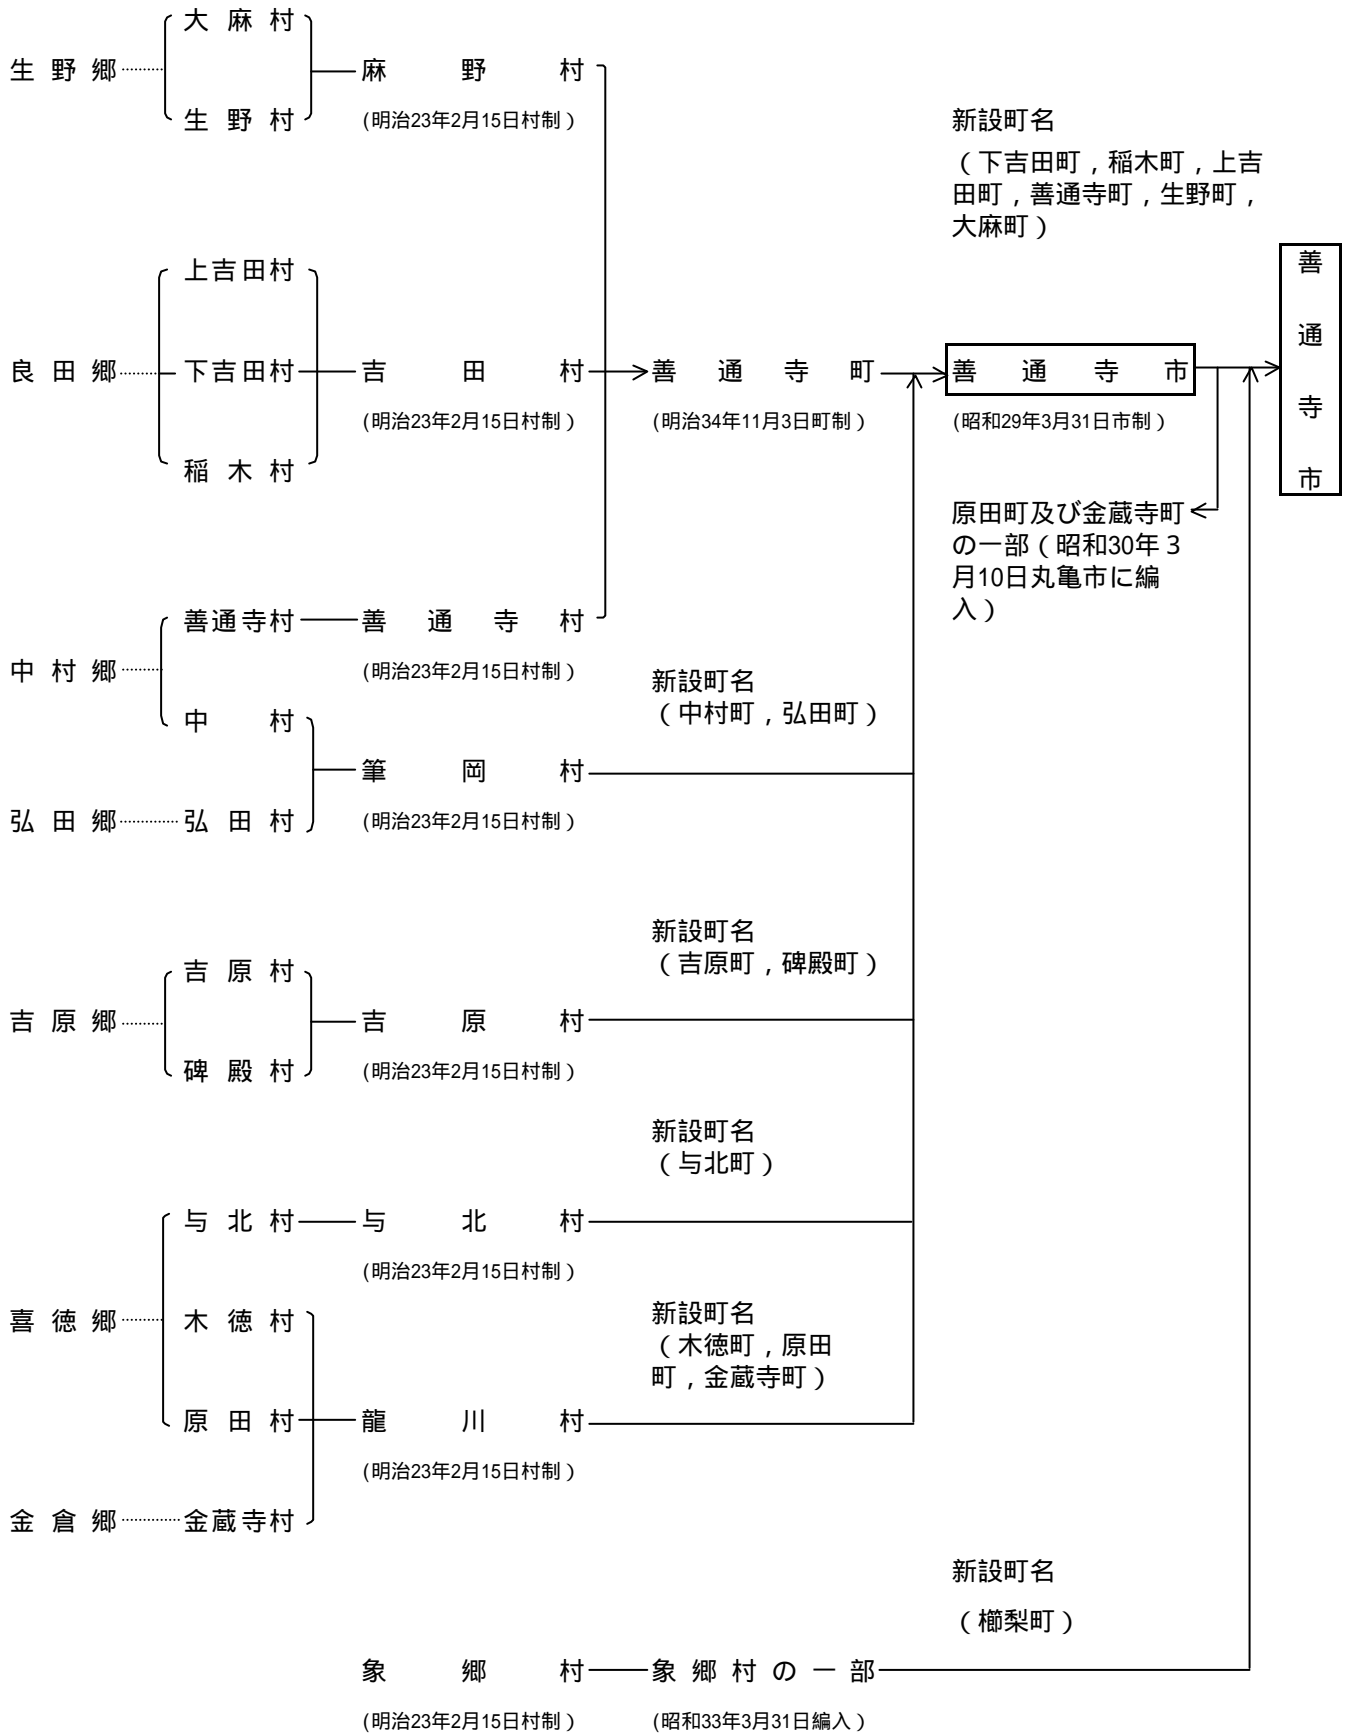 大麻村
生野郷
麻野村
生野村
(明治23年2月15日村制)
新設町名
(下吉田町,稲木町,上吉
田町,善通寺町,生野町,
大麻町)
上吉田村
良田郷
下吉田村
吉田村
善通寺町
善通寺市
善通寺市
(明治23年2月15日村制)
(明治34年11月3日町制)
(昭和29年3月31日市制)
稲木村
原田町及び金蔵寺町
の一部(昭和30年3
月10日丸亀市に編
入)
善通寺村
善通寺村
中村郷
(明治23年2月15日村制)
新設町名
(中村町,弘田町)
中村
筆岡村
弘田郷
弘田村
(明治23年2月15日村制)
新設町名
(吉原町,碑殿町)
吉原村
吉原郷
吉原村
碑殿村
(明治23年2月15日村制)
新設町名
(与北町)
与北村
与北村
(明治23年2月15日村制)
喜徳郷
木徳村
新設町名
(木徳町,原田
町,金蔵寺町)
原田村
龍川村
(明治23年2月15日村制)
金倉郷
金蔵寺村
新設町名
(櫛梨町)
象郷村
象郷村の一部
(明治23年2月15日村制)
(昭和33年3月31日編入)